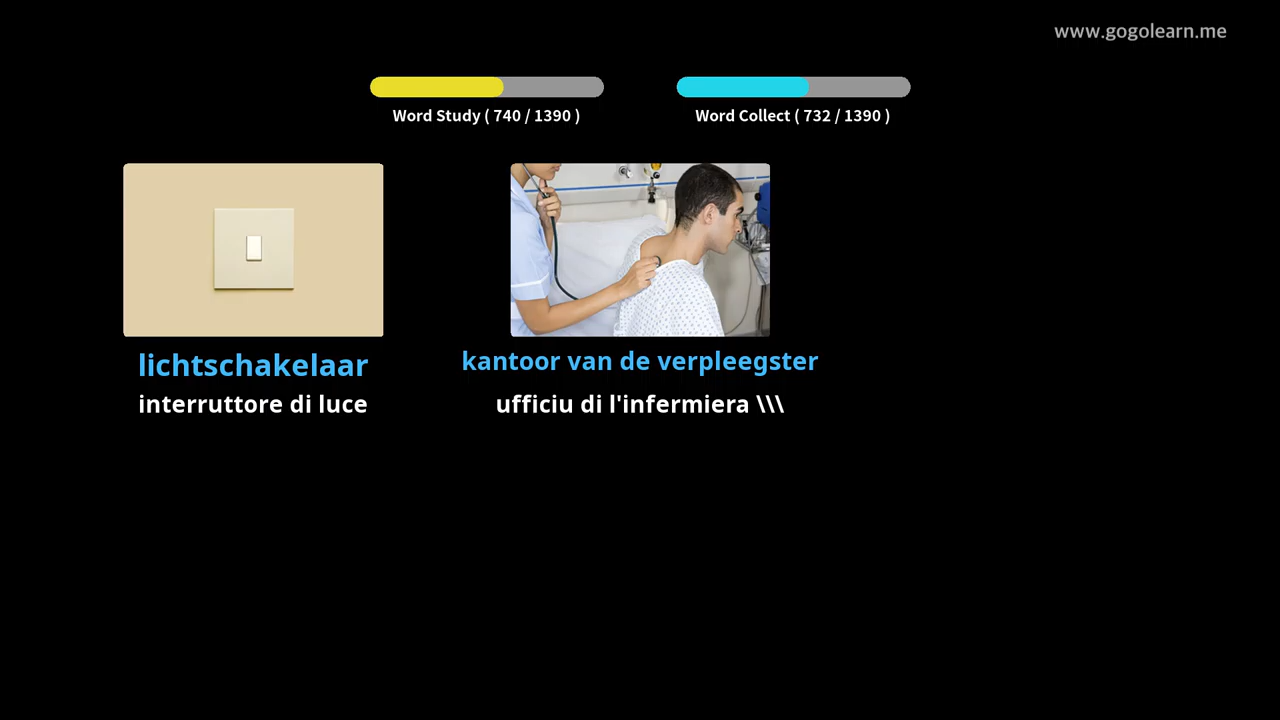 www.gogolearn.me
Word Study ( 740 / 1390 )
Word Collect ( 732 / 1390 )
lichtschakelaar
kantoor van de verpleegster
interruttore di luce
ufficiu di l'infermiera \\\